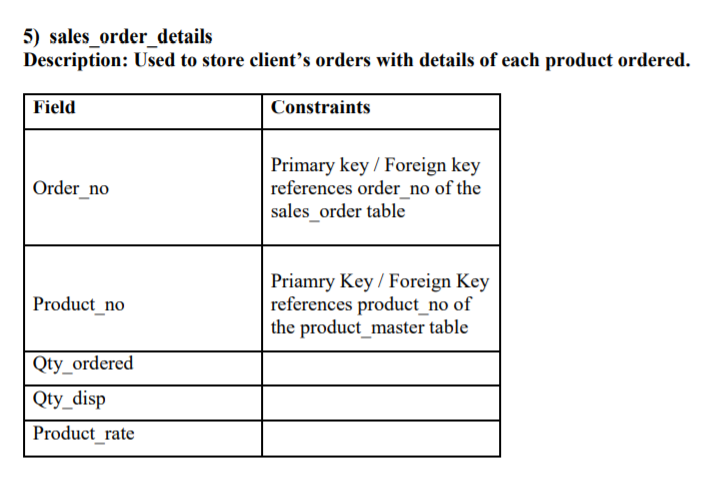 5) sales_order_details
Description: Used to store client’s orders with details of each product ordered.
Field Constraints
Order_no
Primary key / Foreign key
references order_no of the
sales_order table
Product_no
Priamry Key / Foreign Key
references product_no of
the product_master table
Qty_ordered
Qty_disp
Product_rate